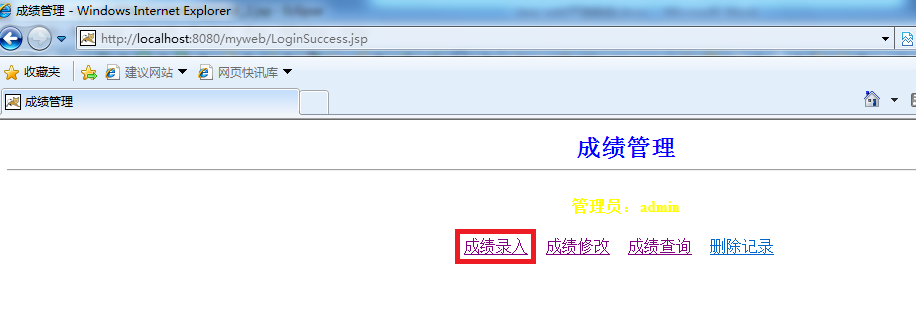 成绩管理 - Windows Internet Explorer
http://localhost:8080/myweb/LoginSuccess.jsp
收藏夹 建议网站 网页快讯库
成绩管理
成绩管理
管理员：admin
成绩录入 成绩修改 成绩查询 删除记录